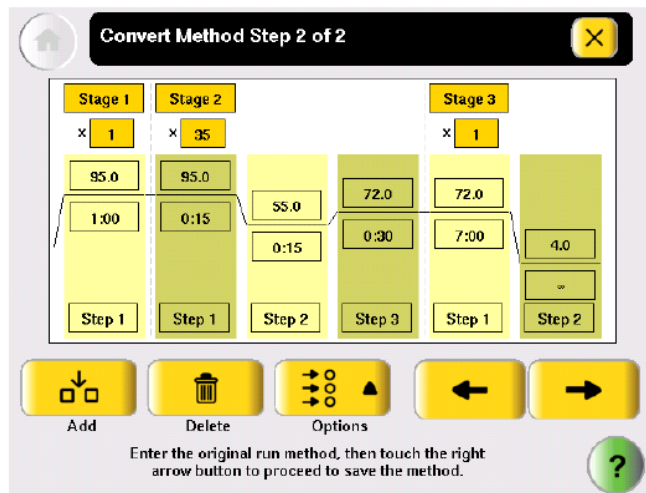 Convert Method Step 2 of 2
Stage 1 Stage 2 Stage 3
× 1 × 35 × 1
95.0 95.0 55.0 72.0 72.0 4.0
1:00 0:15 0:15 0:30 7:00 ∞
Step 1 Step 1 Step 2 Step 3 Step 1 Step 2
Add Delete Options
Enter the original run method, then touch the right
arrow button to proceed to save the method.
?